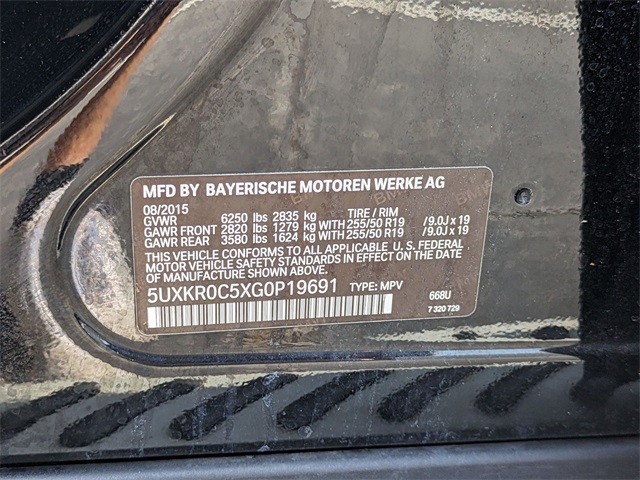 MFD BY BAYERISCHE MOTOREN WERKE AG
08/2015 TIRE / RIM
GVWR 6250 lbs 2835 kg
GAWR FRONT 2820 lbs 1279 kg WITH 255/50 R19 /9.0J x 19
GAWR REAR 3580 lbs 1624 kg WITH 255/50 R19 /9.0J x 19
THIS VEHICLE CONFORMS TO ALL APPLICABLE U. S. FEDERAL
MOTOR VEHICLE SAFETY STANDARDS IN EFFECT ON THE DATE
OF MANUFACTURE SHOWN ABOVE.
5UXKR0C5XG0P19691 TYPE: MPV
668U
7 320 729